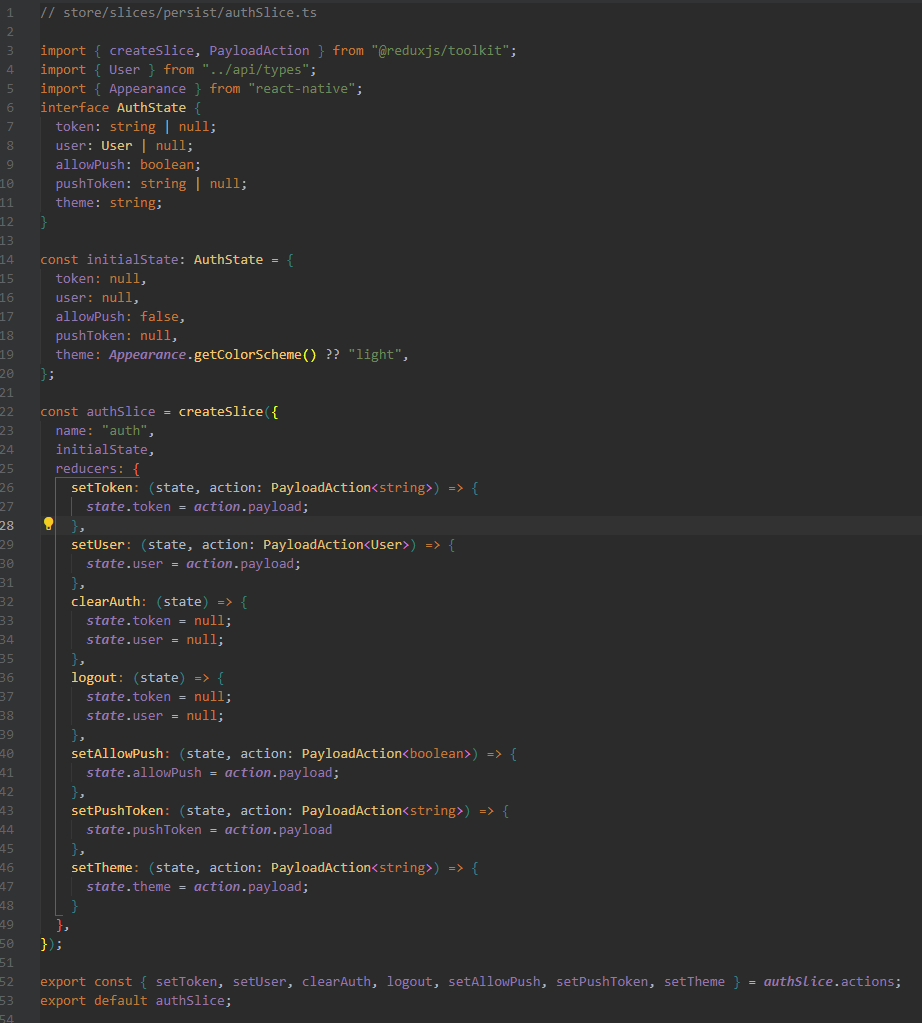 1 // store/slices/persist/authSlice.ts
2
3 import { createSlice, PayloadAction } from "@reduxjs/toolkit";
4 import { User } from "../api/types";
5 import { Appearance } from "react-native";
6 interface AuthState {
7   token: string | null;
8   user: User | null;
9   allowPush: boolean;
10   pushToken: string | null;
11   theme: string;
12 }
13
14 const initialState: AuthState = {
15   token: null,
16   user: null,
17   allowPush: false,
18   pushToken: null,
19   theme: Appearance.getColorScheme() ?? "light",
20 };
21
22 const authSlice = createSlice({
23   name: "auth",
24   initialState,
25   reducers: {
26     setToken: (state, action: PayloadAction<string>) => {
27       state.token = action.payload;
28     },
29     setUser: (state, action: PayloadAction<User>) => {
30       state.user = action.payload;
31     },
32     clearAuth: (state) => {
33       state.token = null;
34       state.user = null;
35     },
36     logout: (state) => {
37       state.token = null;
38       state.user = null;
39     },
40     setAllowPush: (state, action: PayloadAction<boolean>) => {
41       state.allowPush = action.payload;
42     },
43     setPushToken: (state, action: PayloadAction<string>) => {
44       state.pushToken = action.payload
45     },
46     setTheme: (state, action: PayloadAction<string>) => {
47       state.theme = action.payload;
48     }
49   },
50 });
51
52 export const { setToken, setUser, clearAuth, logout, setAllowPush, setPushToken, setTheme } = authSlice.actions;
53 export default authSlice;
54